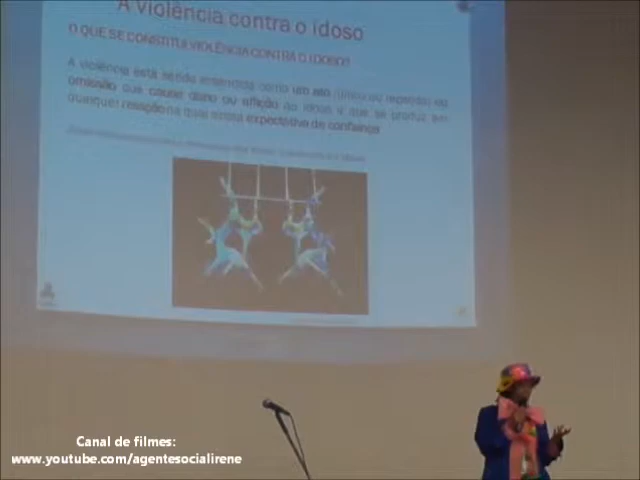 A violência contra o idoso
O QUE SE CONSTITUI VIOLÊNCIA CONTRA O IDOSO?
A violência está sendo entendida como um ato (único ou repetido) ou
omissão que cause dano ou aflição ao idoso e que se produz em
qualquer relação na qual exista expectativa de confiança
Canal de filmes:
www.youtube.com/agentesocialirene